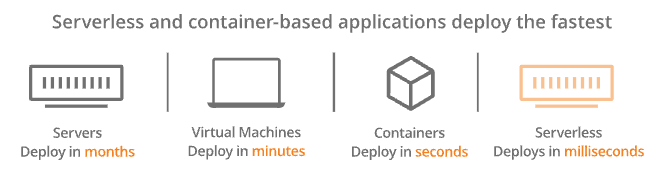 Serverless and container-based applications deploy the fastest
Servers
Deploy in months
Virtual Machines
Deploy in minutes
Containers
Deploy in seconds
Serverless
Deploys in milliseconds